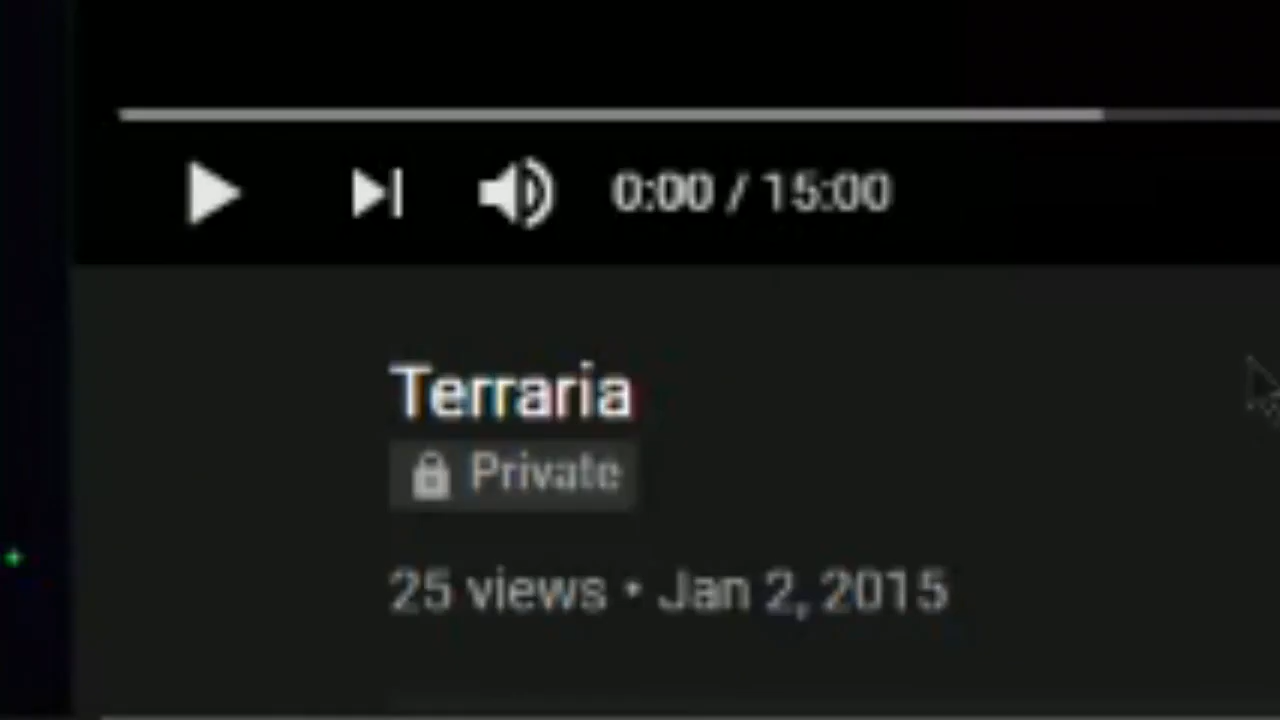 0:00 / 15:00
Terraria
Private
25 views • Jan 2, 2015